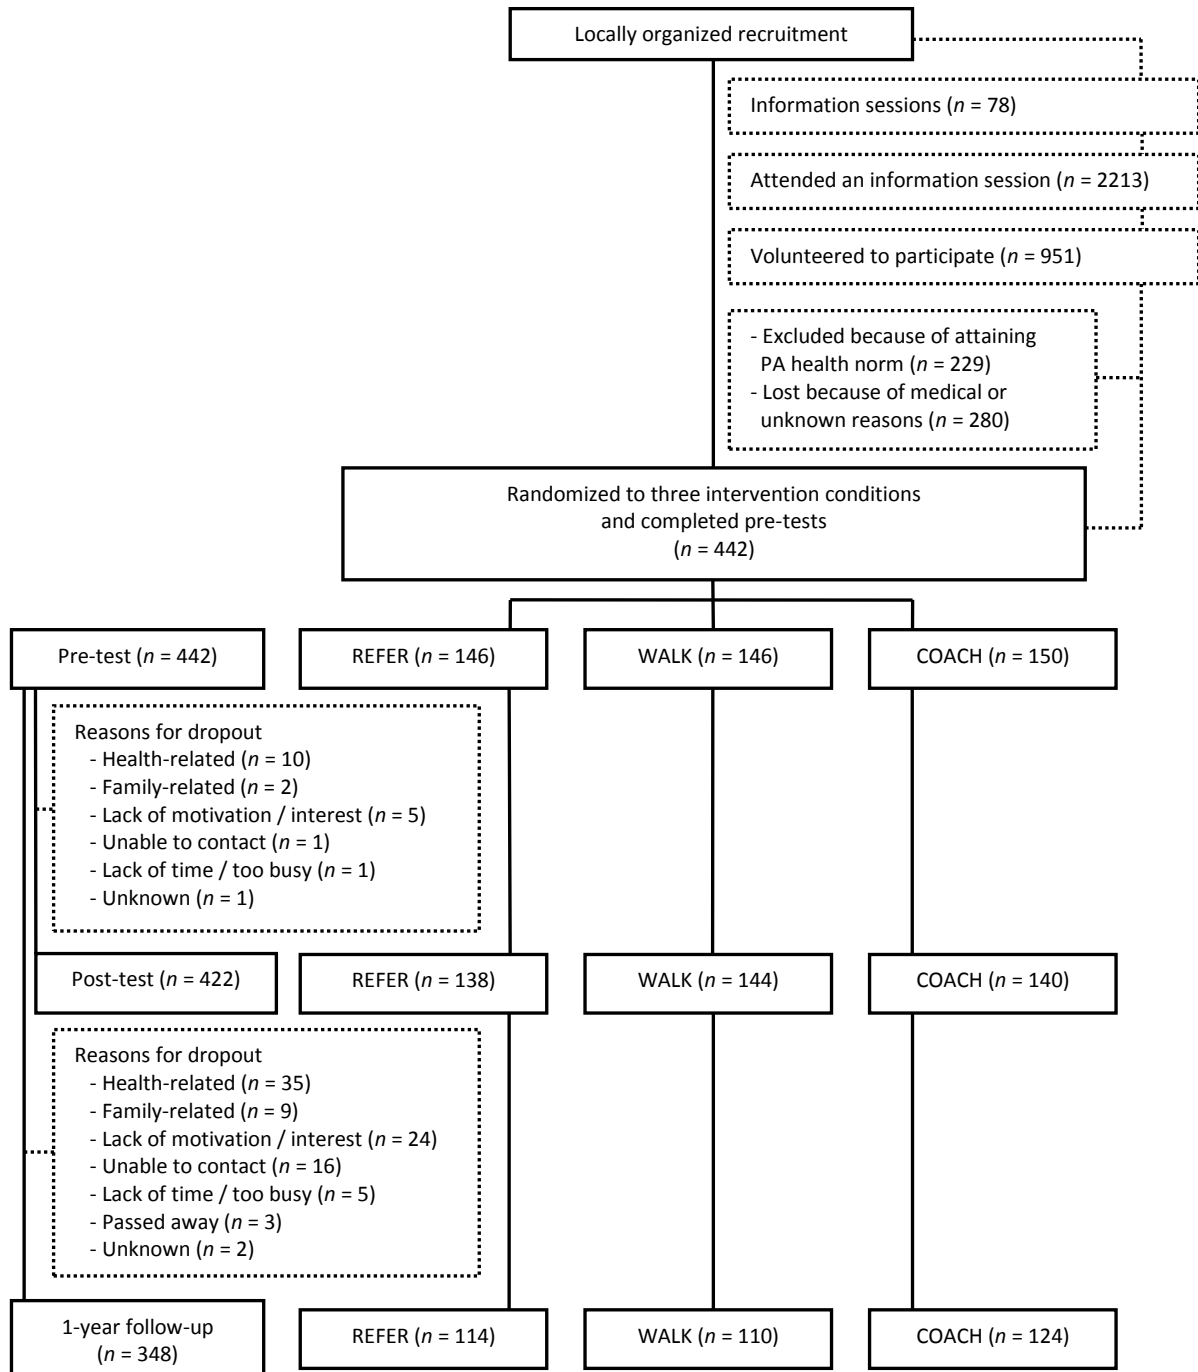 Locally organized recruitment
Information sessions (n = 78)
Attended an information session (n = 2213)
Volunteered to participate (n = 951)
- Excluded because of attaining
PA health norm (n = 229)
- Lost because of medical or
unknown reasons (n = 280)
Randomized to three intervention conditions
and completed pre-tests
(n = 442)
Pre-test (n = 442)
REFER (n = 146)
WALK (n = 146)
COACH (n = 150)
Reasons for dropout
- Health-related (n = 10)
- Family-related (n = 2)
- Lack of motivation / interest (n = 5)
- Unable to contact (n = 1)
- Lack of time / too busy (n = 1)
- Unknown (n = 1)
Post-test (n = 422)
REFER (n = 138)
WALK (n = 144)
COACH (n = 140)
Reasons for dropout
- Health-related (n = 35)
- Family-related (n = 9)
- Lack of motivation / interest (n = 24)
- Unable to contact (n = 16)
- Lack of time / too busy (n = 5)
- Passed away (n = 3)
- Unknown (n = 2)
1-year follow-up
(n = 348)
REFER (n = 114)
WALK (n = 110)
COACH (n = 124)